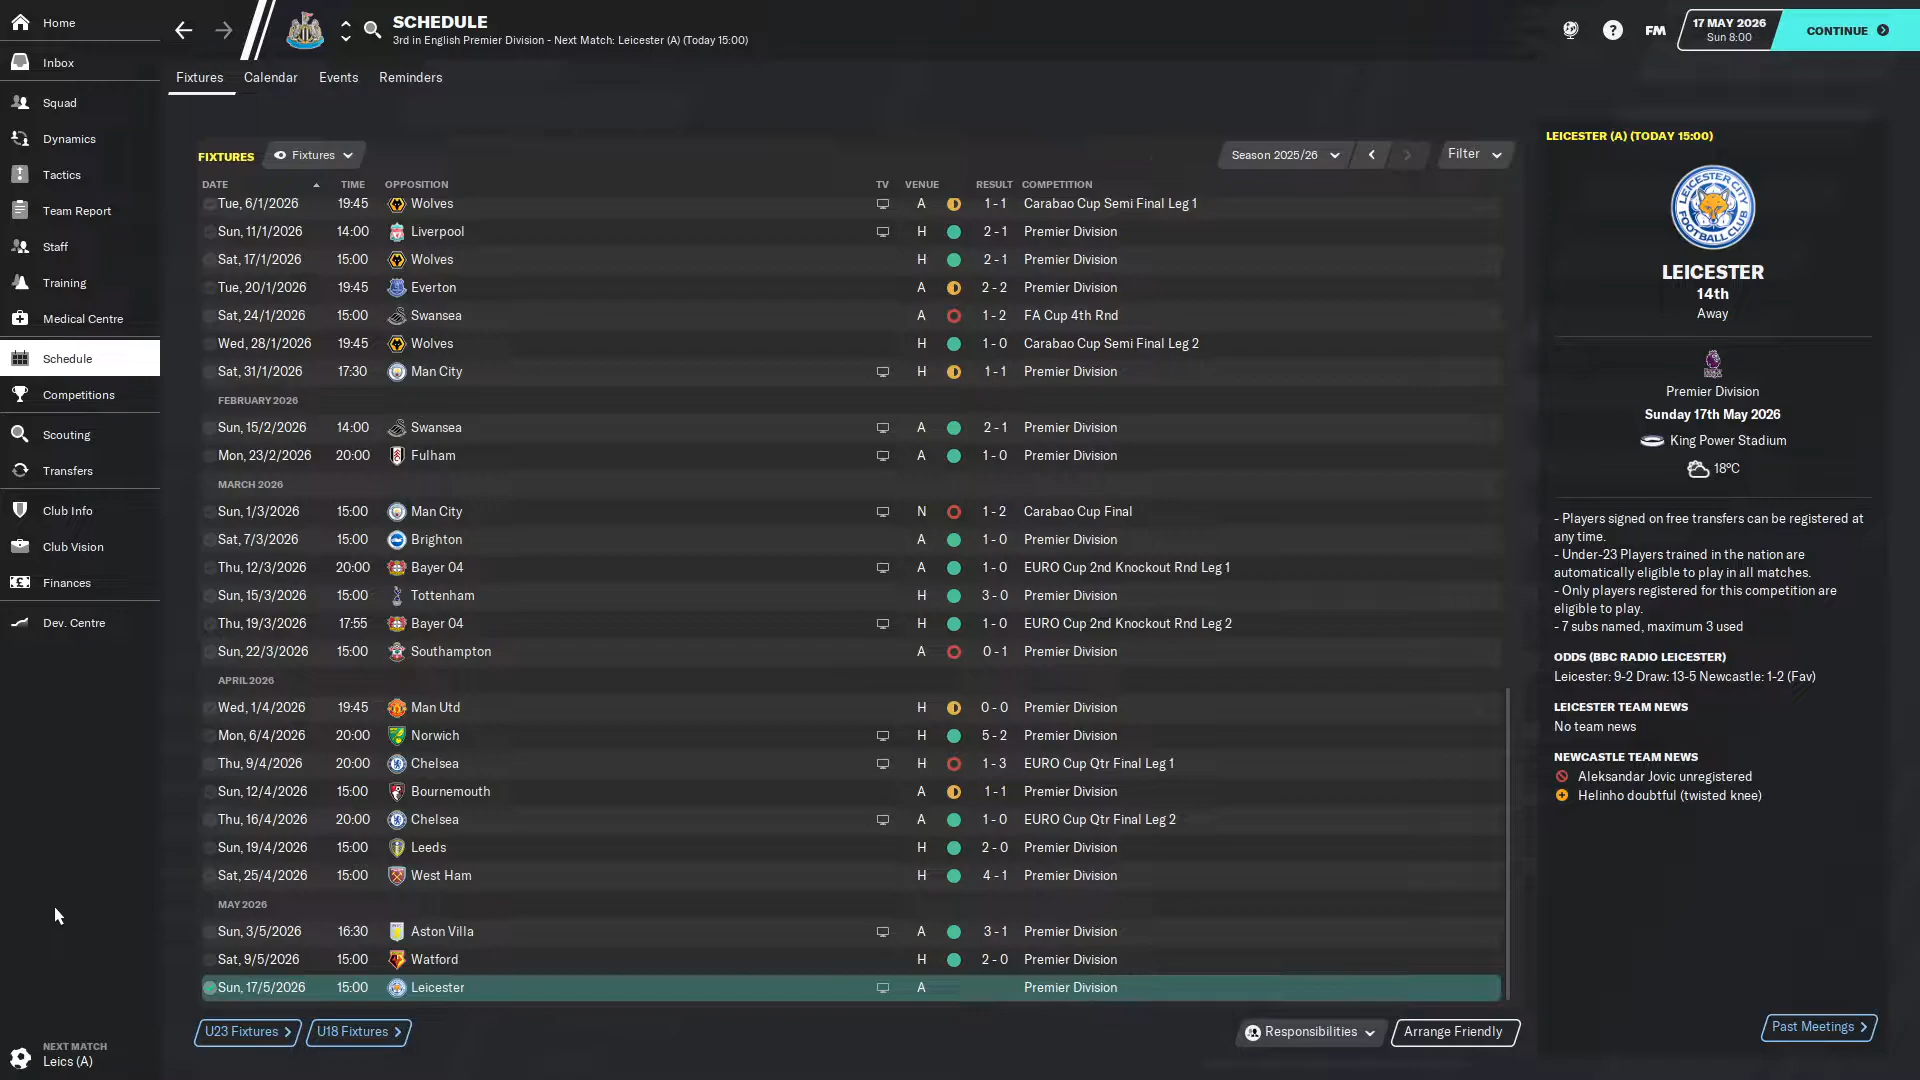 Home
Inbox
Squad
Dynamics
Tactics
Team Report
Staff
Training
Medical Centre
Schedule
Competitions
Scouting
Transfers
Club Info
Club Vision
Finances
Dev. Centre
NEXT MATCH
Leics (A)
SCHEDULE
3rd in English Premier Division - Next Match: Leicester (A) (Today 15:00)
FM
17 MAY 2026
Sun 8:00
CONTINUE
Fixtures Calendar Events Reminders
FIXTURES Fixtures Season 2025/26 Filter
DATE TIME OPPOSITION TV VENUE RESULT COMPETITION
Tue, 6/1/2026 19:45 Wolves A 1 - 1 Carabao Cup Semi Final Leg 1
Sun, 11/1/2026 14:00 Liverpool H 2 - 1 Premier Division
Sat, 17/1/2026 15:00 Wolves H 2 - 1 Premier Division
Tue, 20/1/2026 19:45 Everton A 2 - 2 Premier Division
Sat, 24/1/2026 15:00 Swansea A 1 - 2 FA Cup 4th Rnd
Wed, 28/1/2026 19:45 Wolves H 1 - 0 Carabao Cup Semi Final Leg 2
Sat, 31/1/2026 17:30 Man City H 1 - 1 Premier Division
FEBRUARY 2026
Sun, 15/2/2026 14:00 Swansea A 2 - 1 Premier Division
Mon, 23/2/2026 20:00 Fulham A 1 - 0 Premier Division
MARCH 2026
Sun, 1/3/2026 15:00 Man City N 1 - 2 Carabao Cup Final
Sat, 7/3/2026 15:00 Brighton A 1 - 0 Premier Division
Thu, 12/3/2026 20:00 Bayer 04 A 1 - 0 EURO Cup 2nd Knockout Rnd Leg 1
Sun, 15/3/2026 15:00 Tottenham H 3 - 0 Premier Division
Thu, 19/3/2026 17:55 Bayer 04 H 1 - 0 EURO Cup 2nd Knockout Rnd Leg 2
Sun, 22/3/2026 15:00 Southampton A 0 - 1 Premier Division
APRIL 2026
Wed, 1/4/2026 19:45 Man Utd H 0 - 0 Premier Division
Mon, 6/4/2026 20:00 Norwich H 5 - 2 Premier Division
Thu, 9/4/2026 20:00 Chelsea H 1 - 3 EURO Cup Qtr Final Leg 1
Sun, 12/4/2026 15:00 Bournemouth A 1 - 1 Premier Division
Thu, 16/4/2026 20:00 Chelsea A 1 - 0 EURO Cup Qtr Final Leg 2
Sun, 19/4/2026 15:00 Leeds H 2 - 0 Premier Division
Sat, 25/4/2026 15:00 West Ham H 4 - 1 Premier Division
MAY 2026
Sun, 3/5/2026 16:30 Aston Villa A 3 - 1 Premier Division
Sat, 9/5/2026 15:00 Watford H 2 - 0 Premier Division
Sun, 17/5/2026 15:00 Leicester A Premier Division
U23 Fixtures U18 Fixtures Responsibilities Arrange Friendly
LEICESTER (A) (TODAY 15:00)
LEICESTER CITY
FOOTBALL CLUB
LEICESTER
14th
Away
Premier Division
Sunday 17th May 2026
King Power Stadium
18°C
- Players signed on free transfers can be registered at
any time.
- Under-23 Players trained in the nation are
automatically eligible to play in all matches.
- Only players registered for this competition are
eligible to play.
- 7 subs named, maximum 3 used
ODDS (BBC RADIO LEICESTER)
Leicester: 9-2 Draw: 13-5 Newcastle: 1-2 (Fav)
LEICESTER TEAM NEWS
No team news
NEWCASTLE TEAM NEWS
Aleksandar Jovic unregistered
Helinho doubtful (twisted knee)
Past Meetings